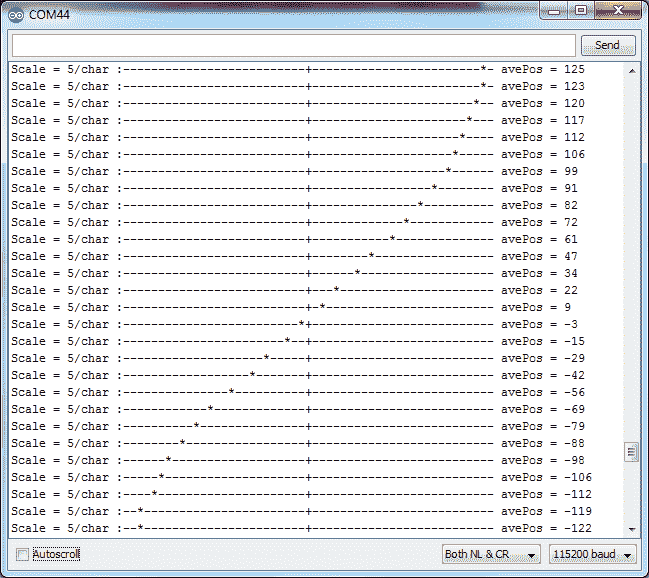 COM44
Send
Scale = 5/char :--------------------------+------------------------*- avePos = 125
Scale = 5/char :--------------------------+------------------------*- avePos = 123
Scale = 5/char :--------------------------+-----------------------*-- avePos = 120
Scale = 5/char :--------------------------+----------------------*--- avePos = 117
Scale = 5/char :--------------------------+---------------------*---- avePos = 112
Scale = 5/char :--------------------------+--------------------*----- avePos = 106
Scale = 5/char :--------------------------+-------------------*------ avePos = 99
Scale = 5/char :--------------------------+-----------------*-------- avePos = 91
Scale = 5/char :--------------------------+---------------*---------- avePos = 82
Scale = 5/char :--------------------------+-------------*------------ avePos = 72
Scale = 5/char :--------------------------+-----------*-------------- avePos = 61
Scale = 5/char :--------------------------+--------*----------------- avePos = 47
Scale = 5/char :--------------------------+------*------------------- avePos = 34
Scale = 5/char :--------------------------+---*---------------------- avePos = 22
Scale = 5/char :--------------------------+-*------------------------ avePos = 9
Scale = 5/char :-------------------------*+-------------------------- avePos = -3
Scale = 5/char :-----------------------*--+-------------------------- avePos = -15
Scale = 5/char :--------------------*-----+-------------------------- avePos = -29
Scale = 5/char :------------------*-------+-------------------------- avePos = -42
Scale = 5/char :---------------*----------+-------------------------- avePos = -56
Scale = 5/char :------------*-------------+-------------------------- avePos = -69
Scale = 5/char :----------*---------------+-------------------------- avePos = -79
Scale = 5/char :--------*-----------------+-------------------------- avePos = -88
Scale = 5/char :------*-------------------+-------------------------- avePos = -98
Scale = 5/char :-----*--------------------+-------------------------- avePos = -106
Scale = 5/char :----*---------------------+-------------------------- avePos = -112
Scale = 5/char :--*-----------------------+-------------------------- avePos = -119
Scale = 5/char :--*-----------------------+-------------------------- avePos = -122
Autoscroll
Both NL & CR
115200 baud